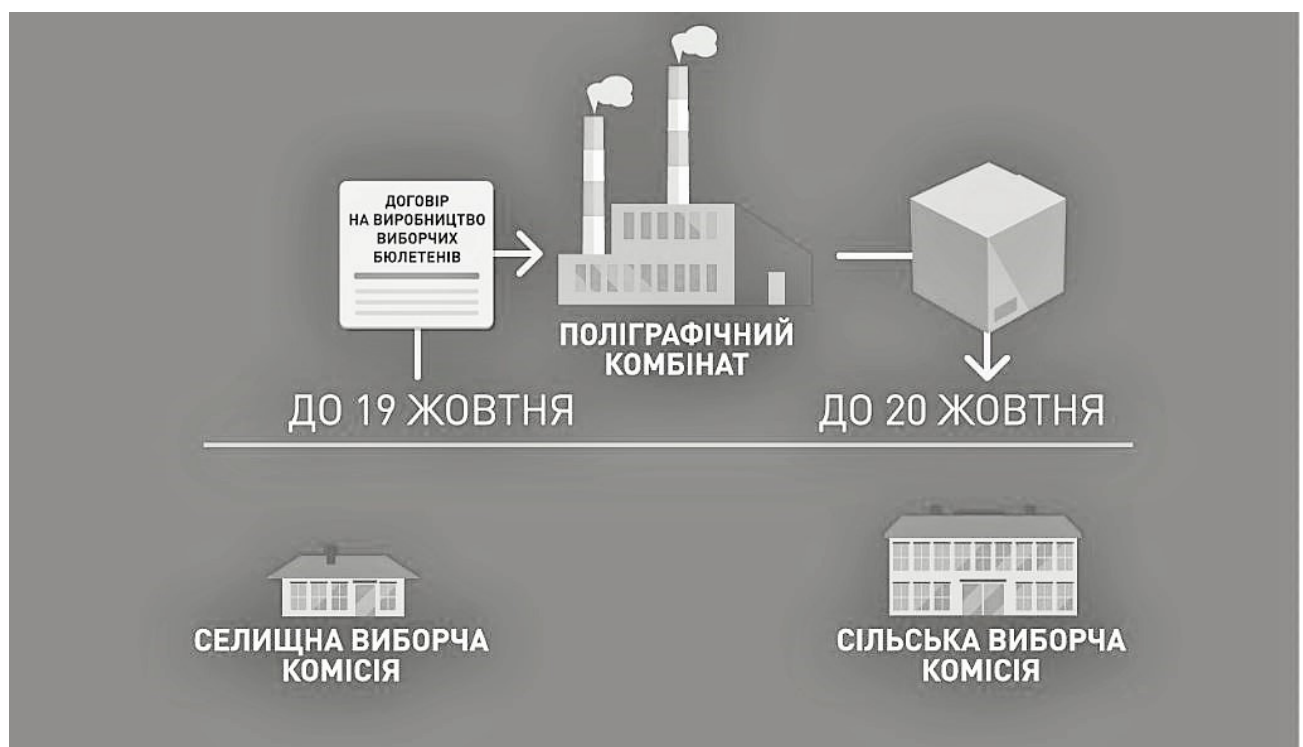 ДОГОВІР
НА ВИРОБНИЦТВО
ВИБОРЧИХ
БЮЛЕТЕНІВ
ПОЛІГРАФІЧНИЙ
КОМБІНАТ
ДО 19 ЖОВТНЯ
ДО 20 ЖОВТНЯ
СЕЛИЩНА ВИБОРЧА
КОМІСІЯ
СІЛЬСЬКА ВИБОРЧА
КОМІСІЯ